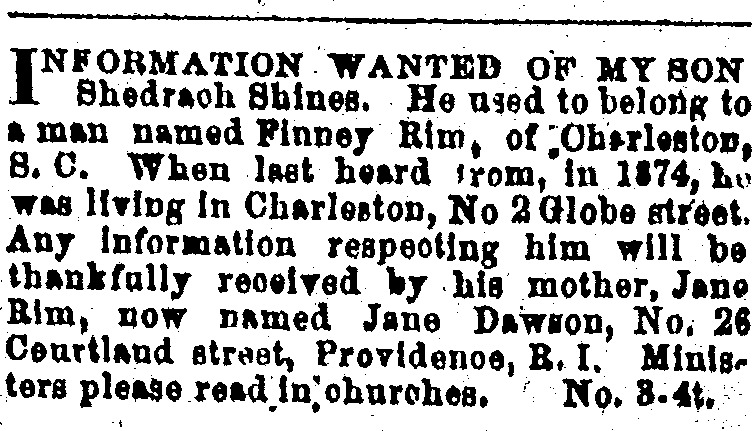 INFORMATION WANTED OF MY SON
Shedrach Shines. He used to belong to
a man named Finney Rim, of Charleston,
S. C. When last heard from, in 1874, he
was living in Charleston, No 2 Globe street.
Any information respecting him will be
thankfully received by his mother, Jane
Rim, now named Jane Dawson, No. 26
Courtland street, Providence, R. I. Minis-
ters please read in churches. No. 3-4t.